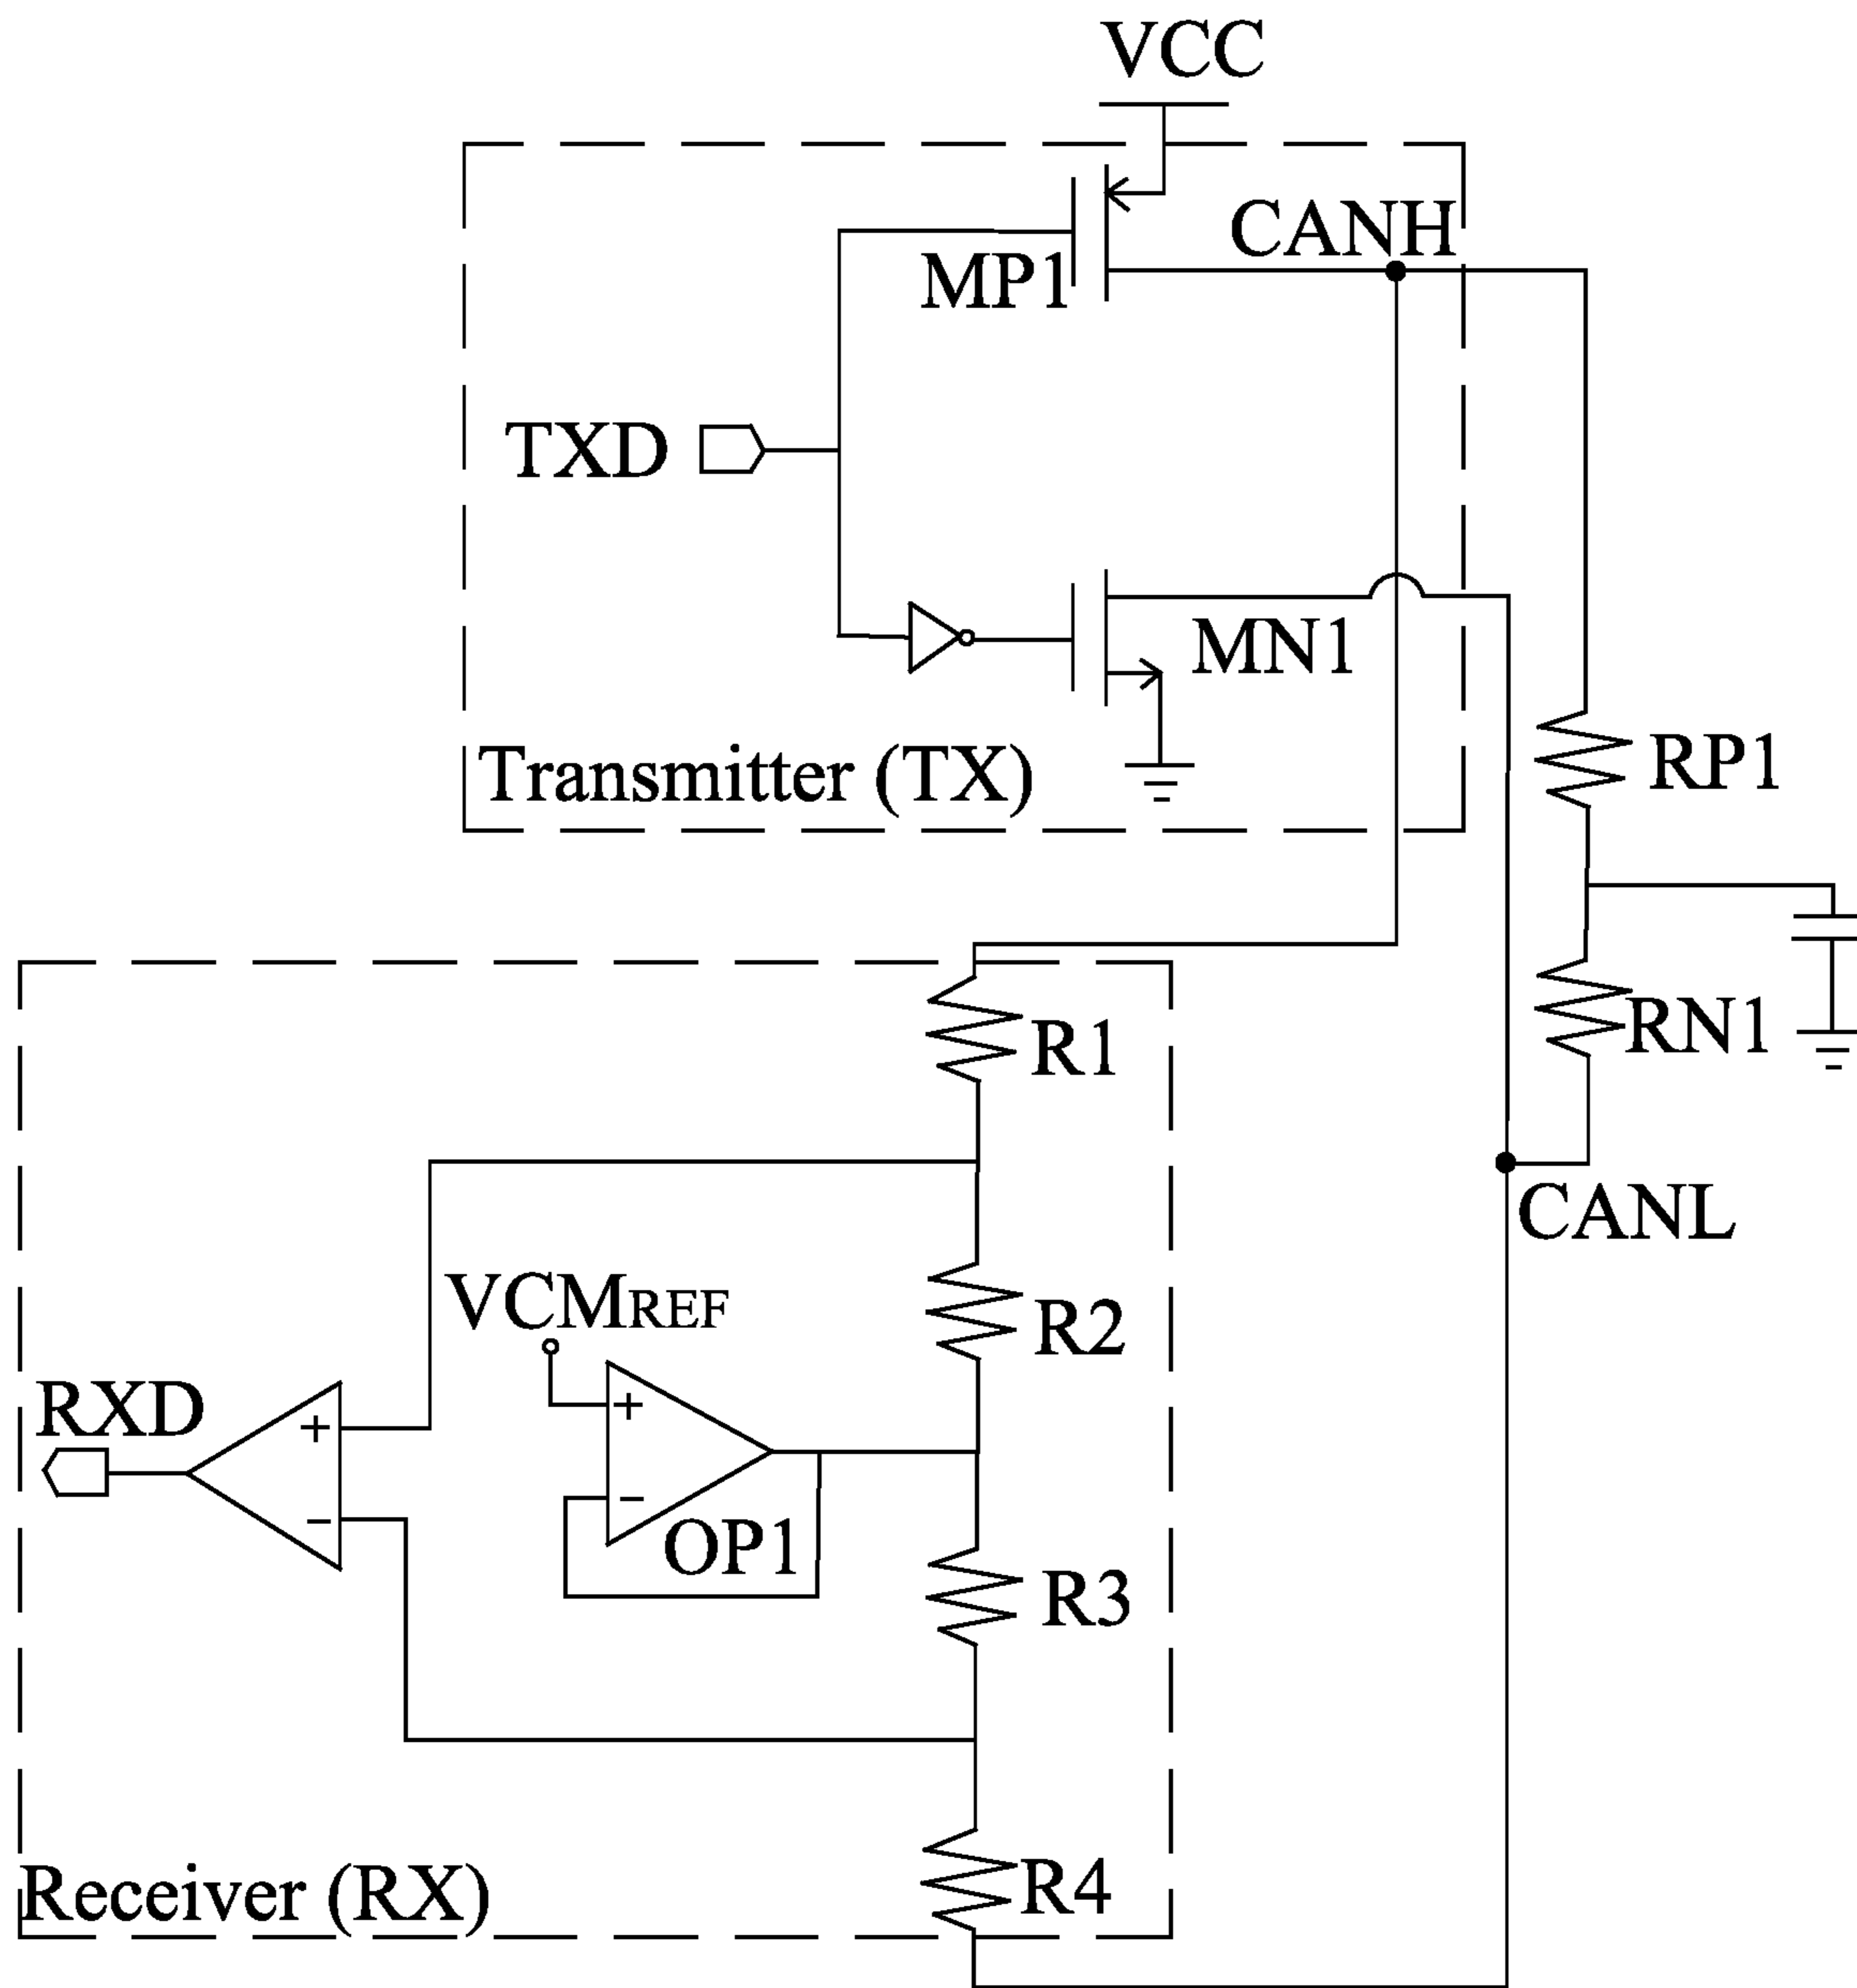 VCC
CANH
MP1
TXD
MN1
Transmitter (TX)
RP1
R1
RN1
CANL
VCMREF
R2
RXD
+
+
−
−
OP1
R3
R4
Receiver (RX)